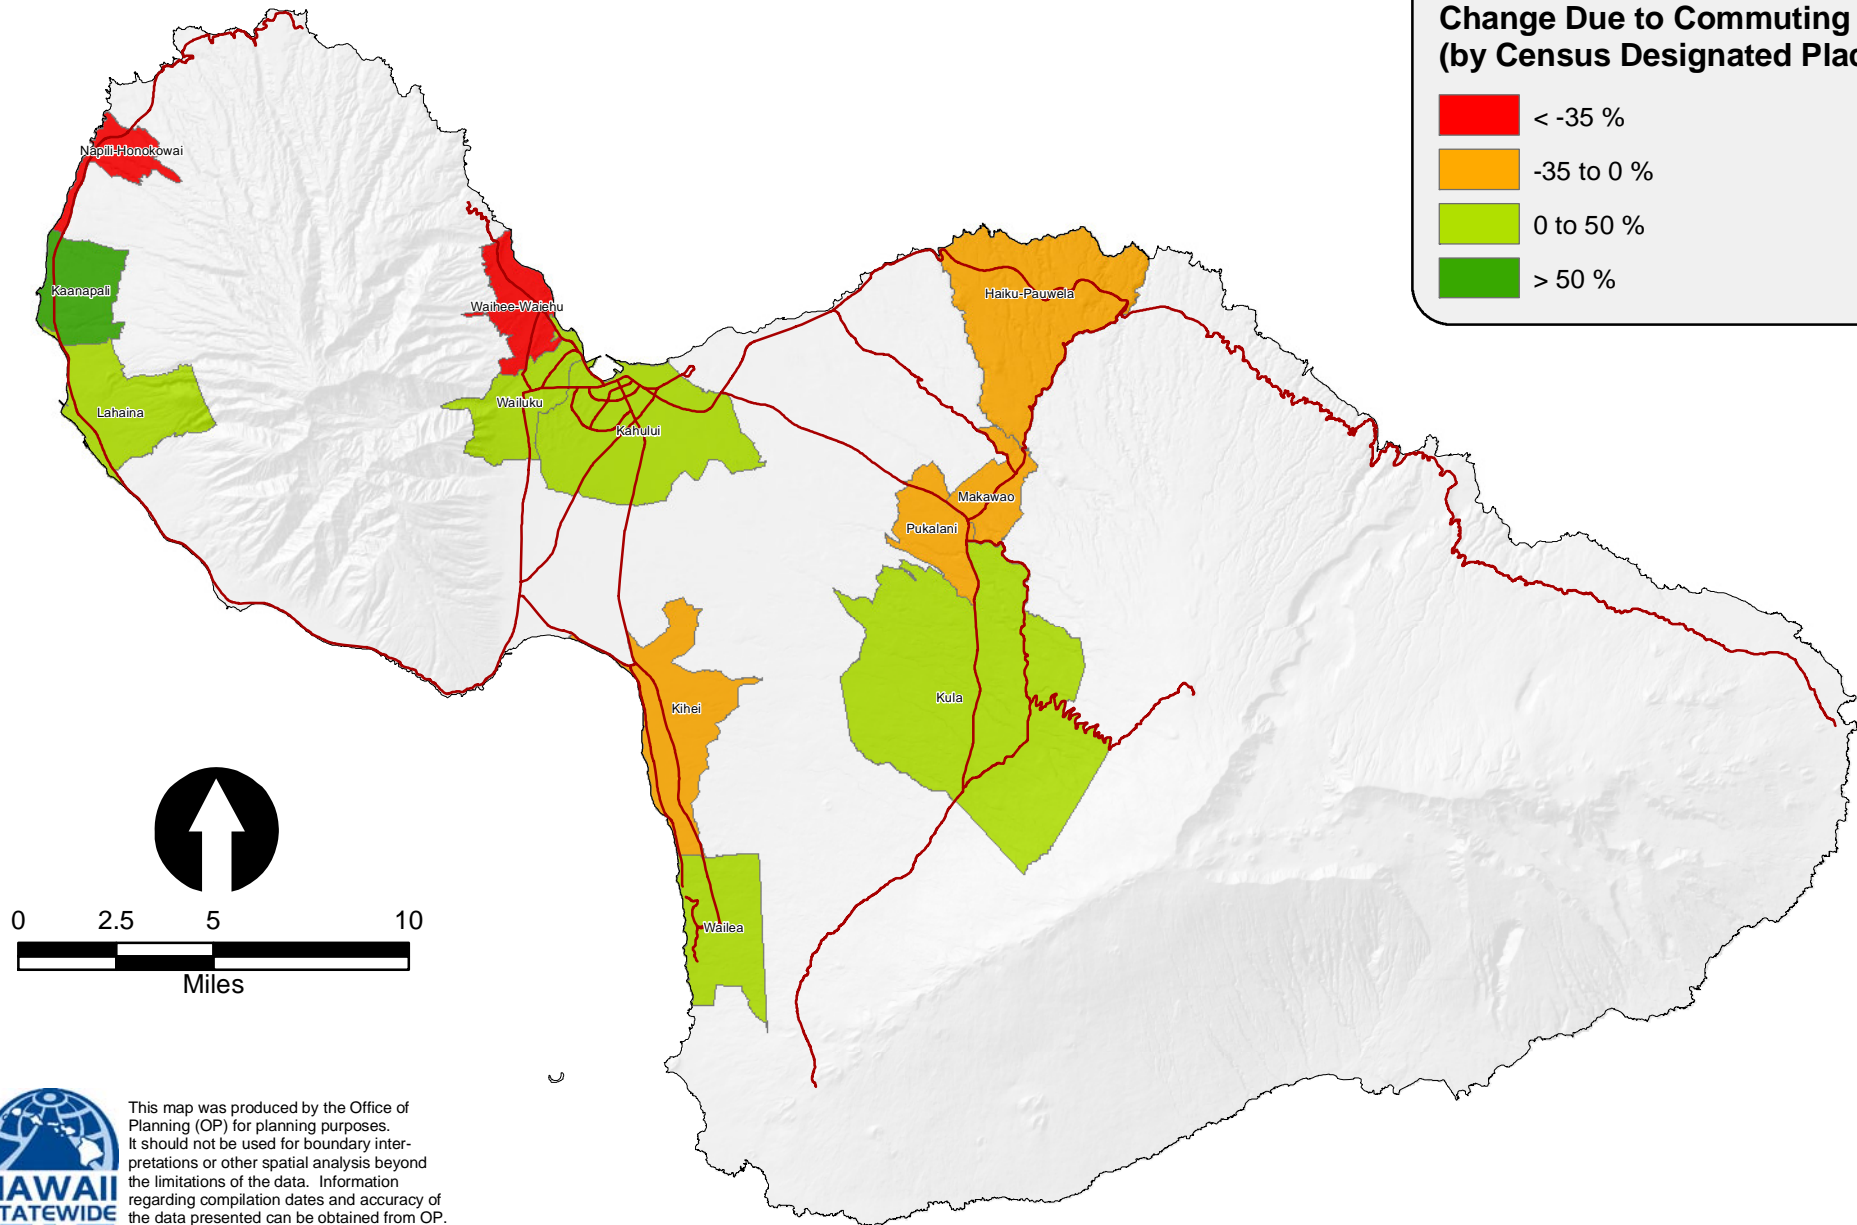 Change Due to Commuting
(by Census Designated Plac
< -35 %
-35 to 0 %
0 to 50 %
> 50 %
Napili-Honokowai
Kaanapali
Lahaina
Waihee-Waiehu
Wailuku
Kahului
Haiku-Pauwela
Makawao
Pukalani
Kula
Kihei
Wailea
0 2.5 5 10
Miles
This map was produced by the Office of
Planning (OP) for planning purposes.
It should not be used for boundary inter-
pretations or other spatial analysis beyond
the limitations of the data. Information
regarding compilation dates and accuracy of
the data presented can be obtained from OP.
HAWAII
TATEWIDE